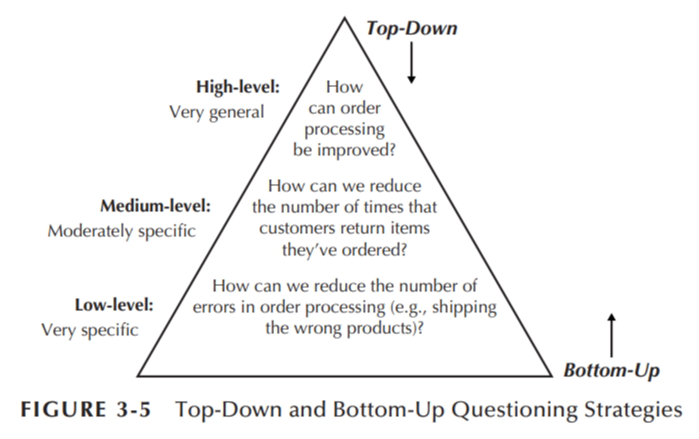 Top-Down
High-level:
Very general
How
can order
processing
be improved?
Medium-level:
Moderately specific
How can we reduce
the number of times that
customers return items
they've ordered?
Low-level:
Very specific
How can we reduce the number of
errors in order processing (e.g., shipping
the wrong products)?
Bottom-Up
FIGURE 3-5 Top-Down and Bottom-Up Questioning Strategies